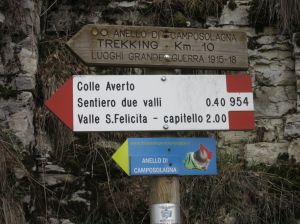 ANELLO DI CAMPOSOLAGNA
TREKKING - Km. 10
LUOGHI GRANDE GUERRA 1915-18
Colle Averto
Sentiero due valli 0.40 954
Valle S.Felicita - capitello 2.00
ANELLO DI
CAMPOSOLAGNA